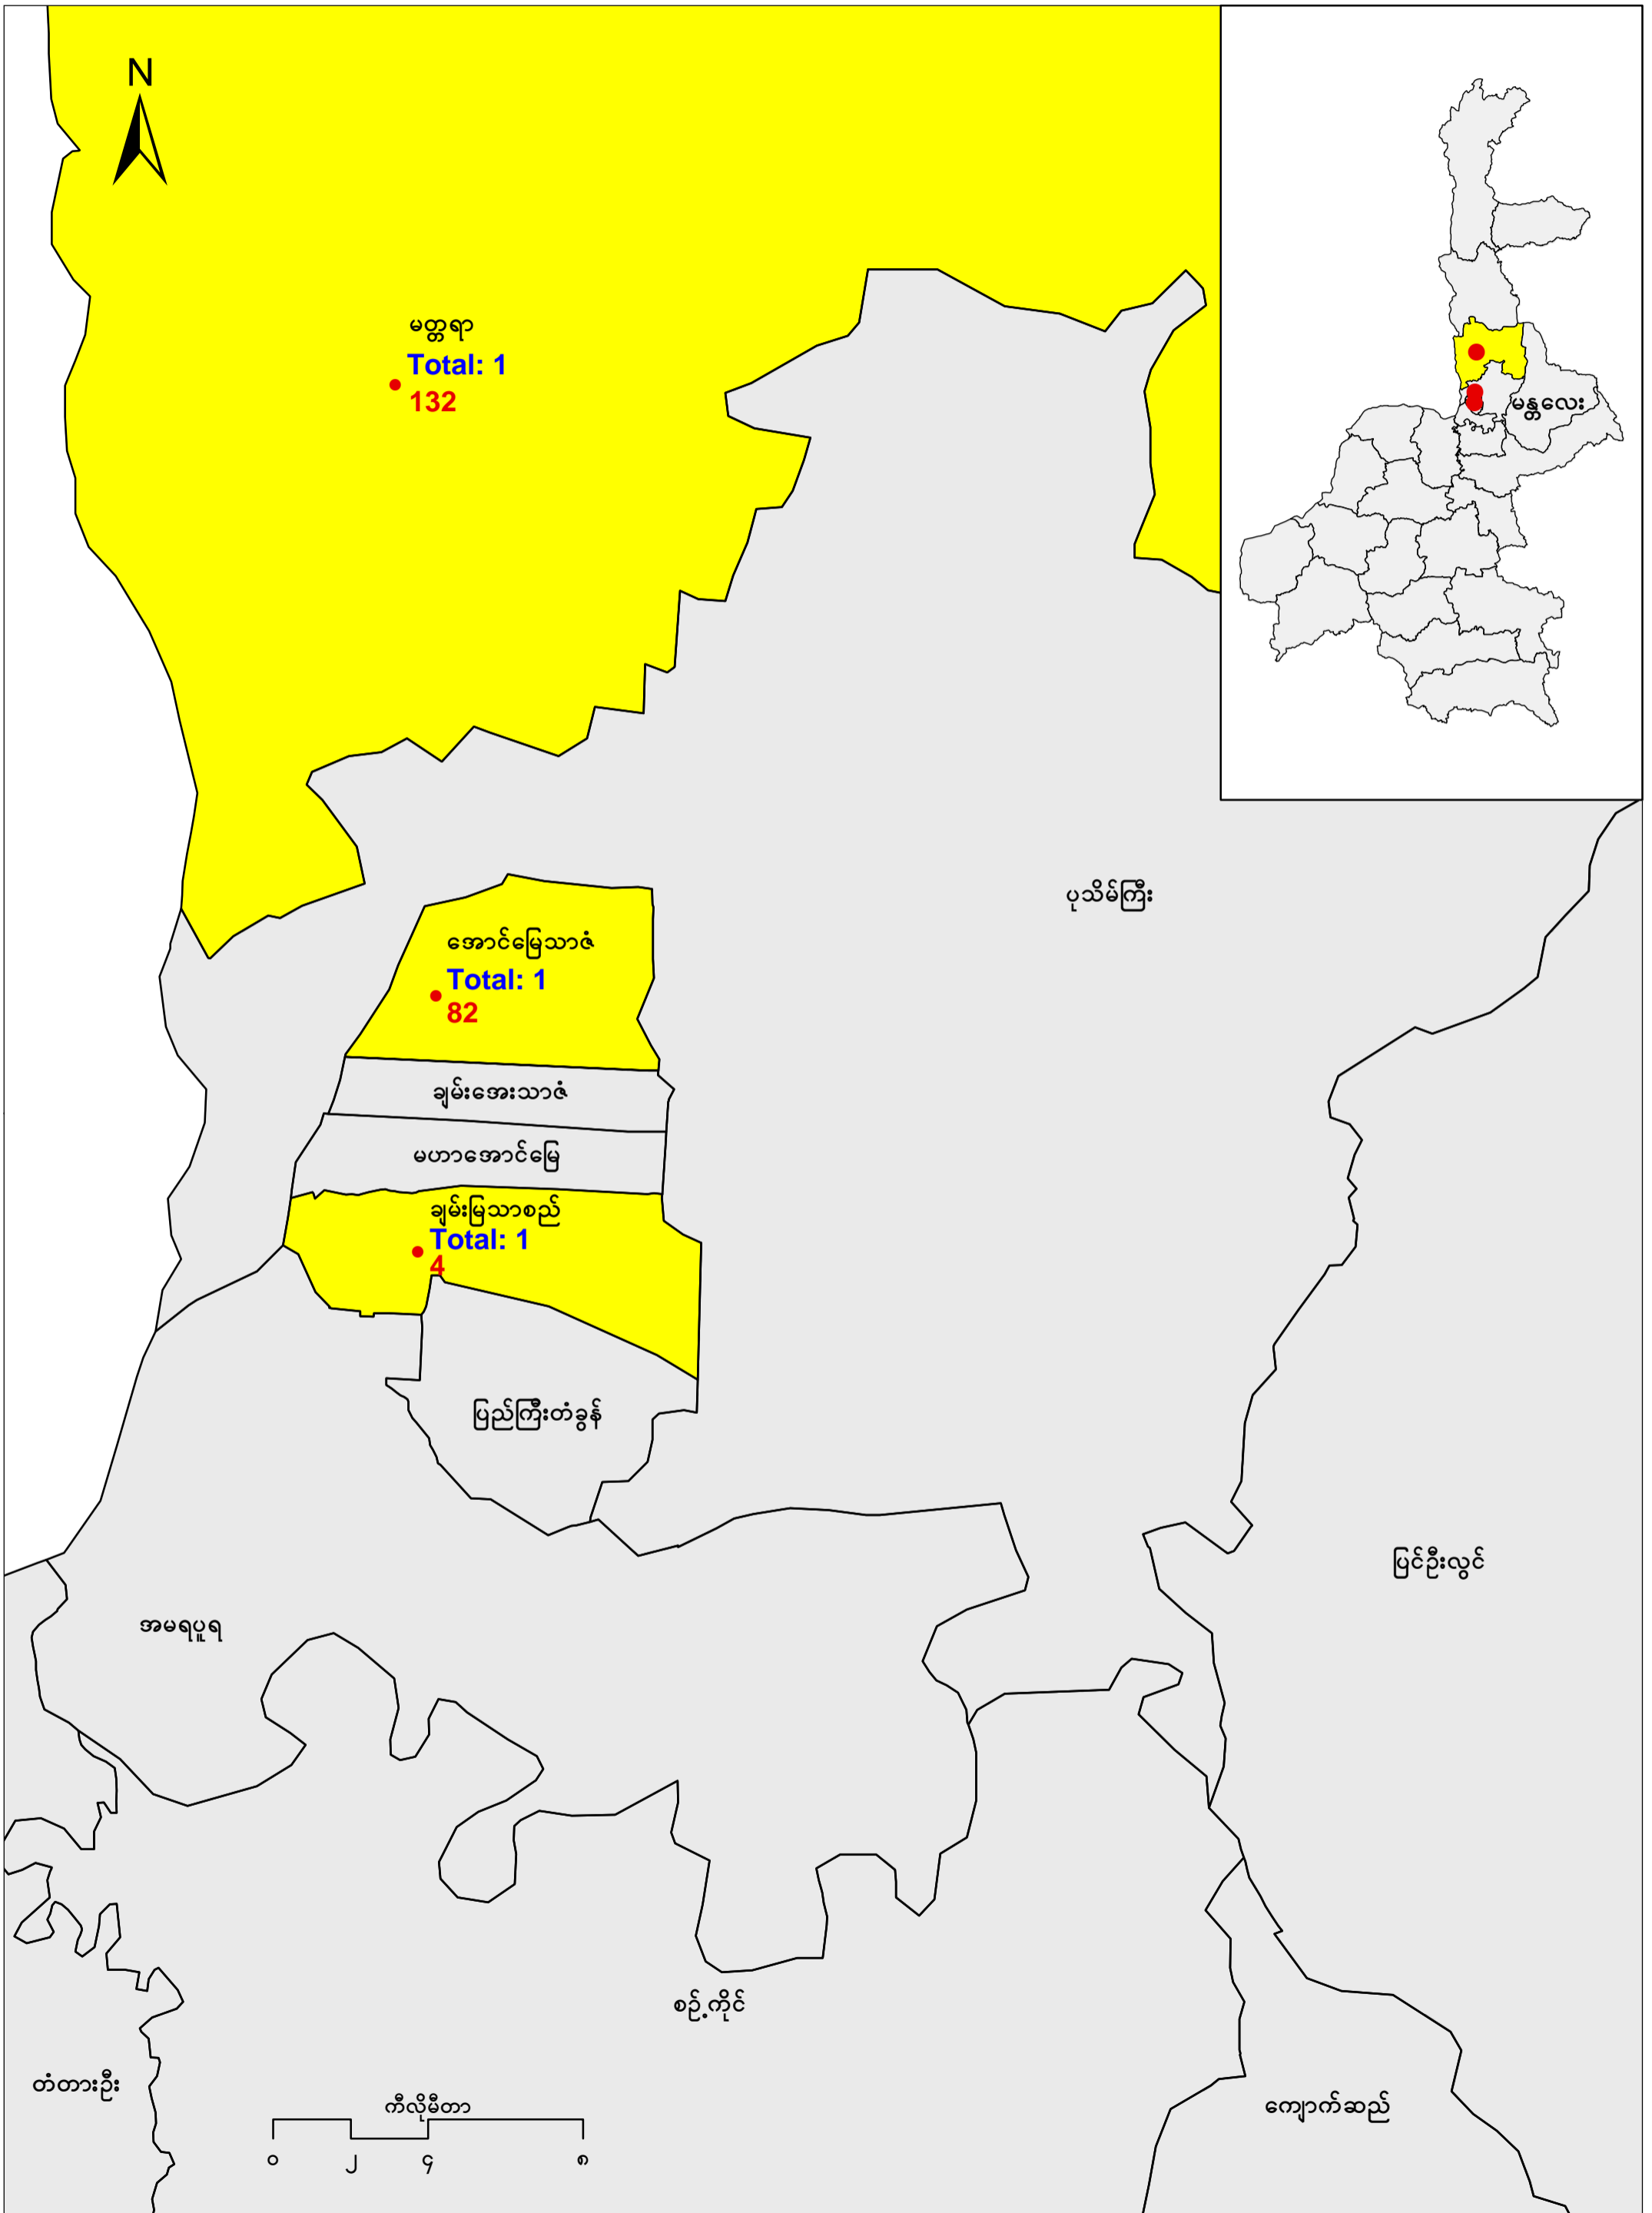 N
မတ္တရာ
Total: 1
132
မန္တလေး
ပုသိမ်ကြီး
အောင်မြေသာဇံ
Total: 1
82
ချမ်းအေးသာဇံ
မဟာအောင်မြေ
ချမ်းမြသာစည်
Total: 1
4
ပြည်ကြီးတံခွန်
ပြင်ဦးလွင်
အမရပူရ
စဉ့်ကိုင်
တံတားဦး
ကီလိုမီတာ
ကျောက်ဆည်
၀ ၂ ၄ ၈